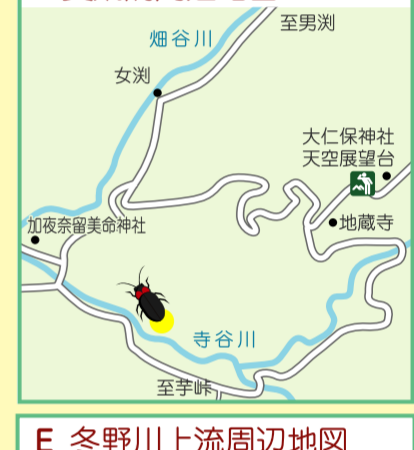 至男渕
畑谷川
女渕
大仁保神社
天空展望台
加夜奈留美命神社
地蔵寺
寺谷川
至芋峠
E 冬野川上流周辺地図